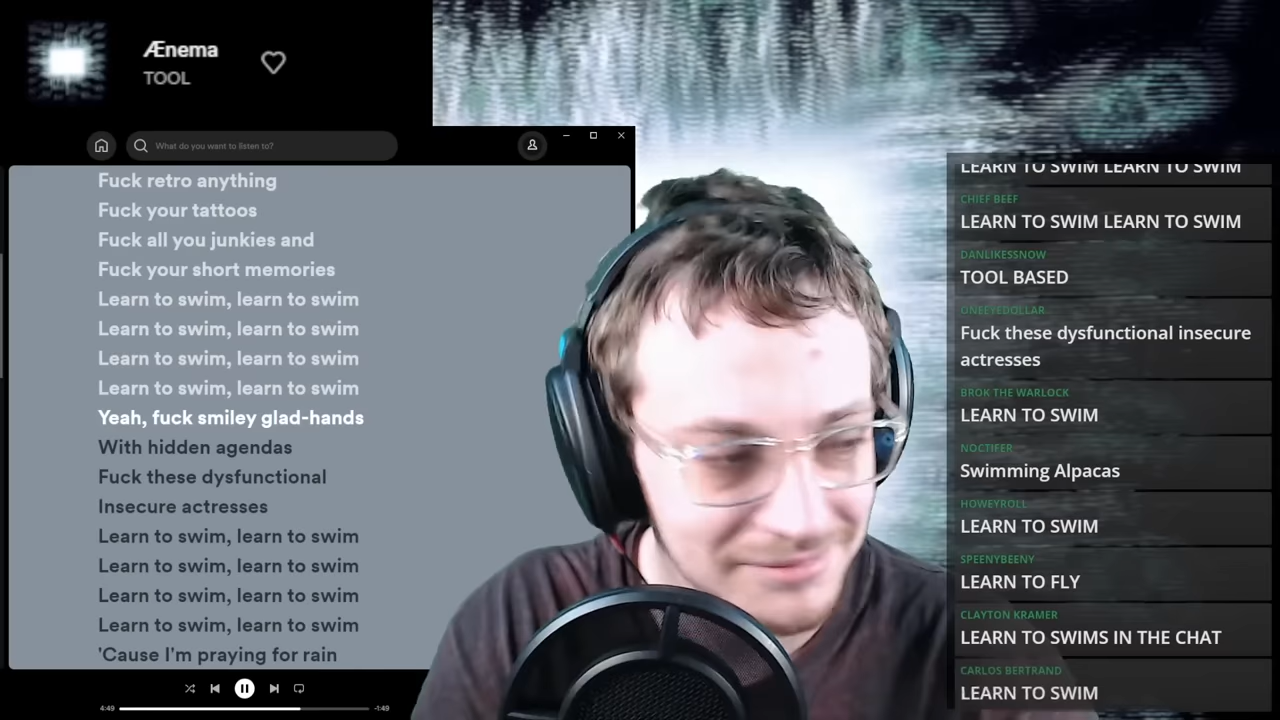 Ænema
TOOL
What do you want to listen to?
Fuck retro anything
Fuck your tattoos
Fuck all you junkies and
Fuck your short memories
Learn to swim, learn to swim
Learn to swim, learn to swim
Learn to swim, learn to swim
Learn to swim, learn to swim
Yeah, fuck smiley glad-hands
With hidden agendas
Fuck these dysfunctional
Insecure actresses
Learn to swim, learn to swim
Learn to swim, learn to swim
Learn to swim, learn to swim
Learn to swim, learn to swim
'Cause I'm praying for rain
4:49
-1:49
LEARN TO SWIM LEARN TO SWIM
CHIEF BEEF
LEARN TO SWIM LEARN TO SWIM
DANLIKESSNOW
TOOL BASED
ONEEYEDOLLAR
Fuck these dysfunctional insecure
actresses
BROK THE WARLOCK
LEARN TO SWIM
NOCTIFER
Swimming Alpacas
HOWEYROLL
LEARN TO SWIM
SPEENYBEENY
LEARN TO FLY
CLAYTON KRAMER
LEARN TO SWIMS IN THE CHAT
CARLOS BERTRAND
LEARN TO SWIM